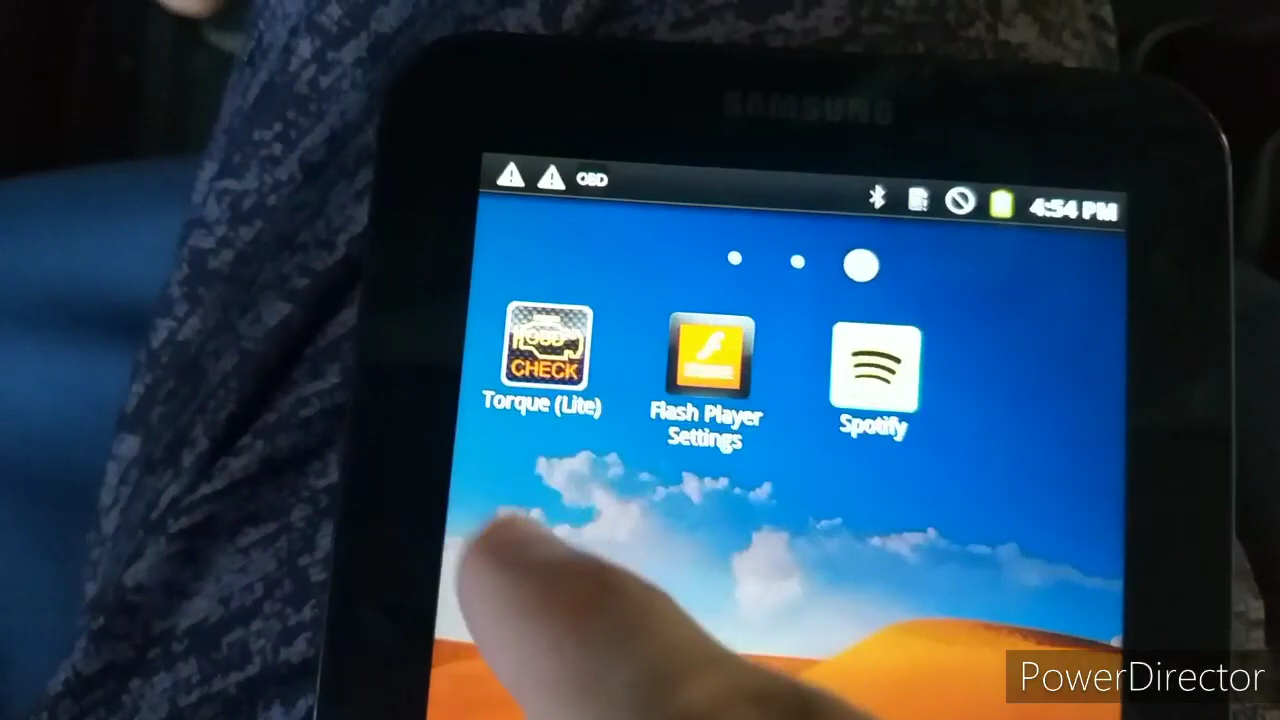 SAMSUNG
OBD
4:54 PM
OBD
CHECK
Torque (Lite)
Flash Player
Settings
Spotify
PowerDirector